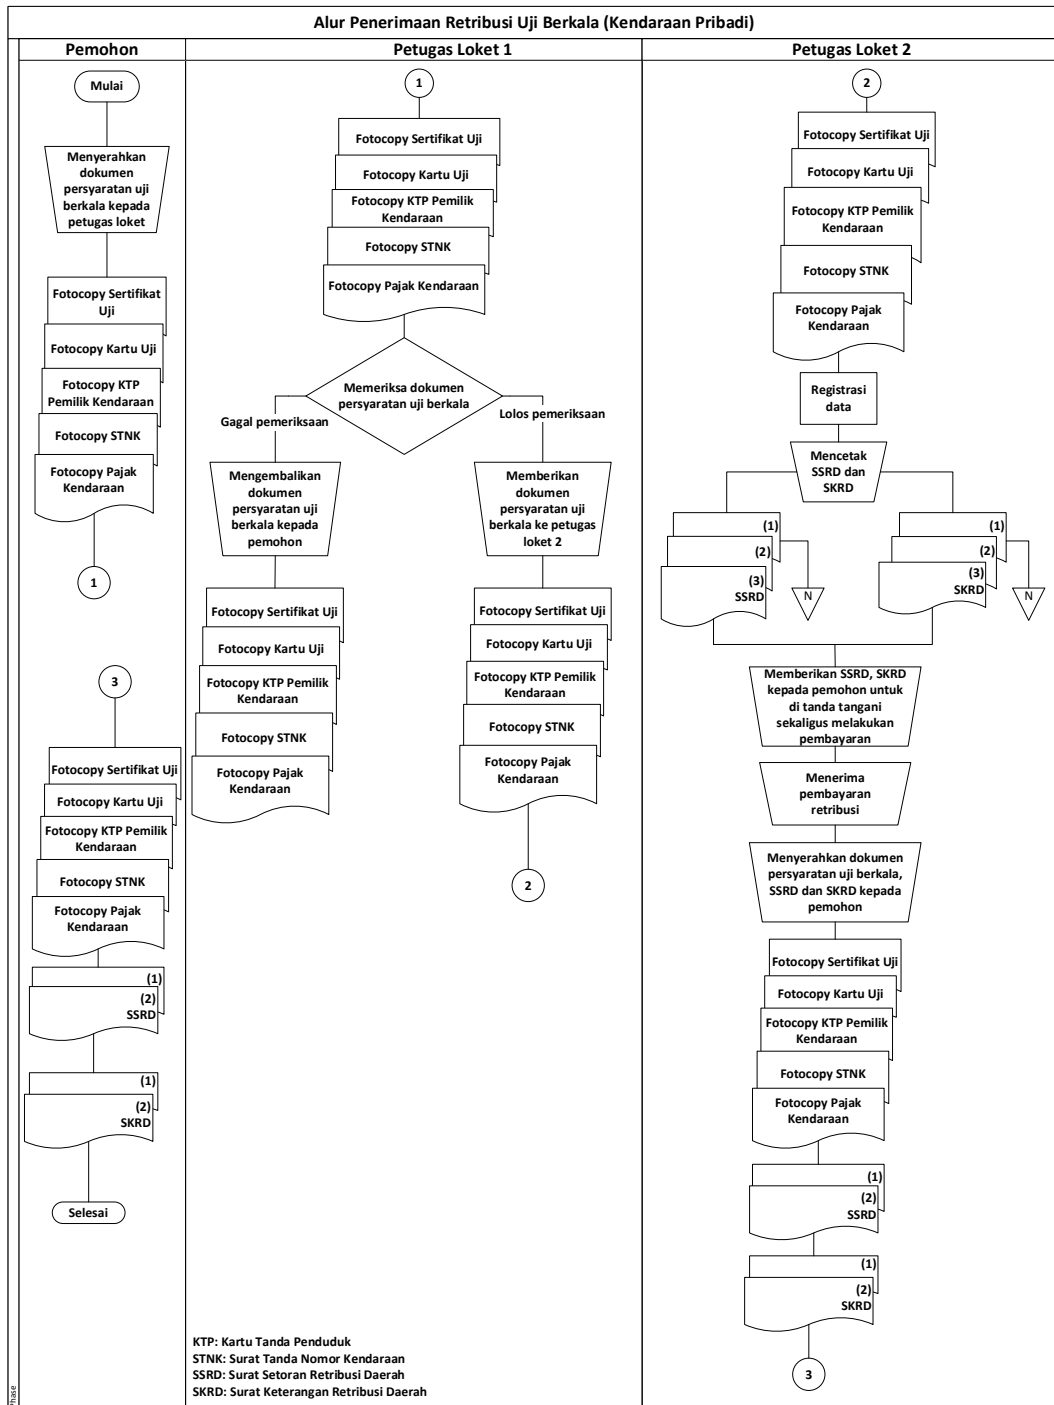 Alur Penerimaan Retribusi Uji Berkala (Kendaraan Pribadi)
Pemohon
Mulai
Menyerahkan
dokumen
persyaratan uji
berkala kepada
petugas loket
Fotocopy Sertifikat
Uji
Fotocopy Kartu Uji
Fotocopy KTP
Pemilik Kendaraan
Fotocopy STNK
Fotocopy Pajak
Kendaraan
1
3
Fotocopy Sertifikat Uji
Fotocopy Kartu Uji
Fotocopy KTP Pemilik
Kendaraan
Fotocopy STNK
Fotocopy Pajak
Kendaraan
(1)
(2)
SSRD
(1)
(2)
SKRD
Selesai
Phase
Petugas Loket 1
1
Fotocopy Sertifikat Uji
Fotocopy Kartu Uji
Fotocopy KTP Pemilik
Kendaraan
Fotocopy STNK
Fotocopy Pajak Kendaraan
Memeriksa dokumen
persyaratan uji berkala
Gagal pemeriksaan
Lolos pemeriksaan
Mengembalikan
dokumen
persyaratan uji
berkala kepada
pemohon
Fotocopy Sertifikat Uji
Fotocopy Kartu Uji
Fotocopy KTP Pemilik
Kendaraan
Fotocopy STNK
Fotocopy Pajak
Kendaraan
Memberikan
dokumen
persyaratan uji
berkala ke petugas
loket 2
Fotocopy Sertifikat Uji
Fotocopy Kartu Uji
Fotocopy KTP Pemilik
Kendaraan
Fotocopy STNK
Fotocopy Pajak
Kendaraan
2
KTP: Kartu Tanda Penduduk
STNK: Surat Tanda Nomor Kendaraan
SSRD: Surat Setoran Retribusi Daerah
SKRD: Surat Keterangan Retribusi Daerah
Petugas Loket 2
2
Fotocopy Sertifikat Uji
Fotocopy Kartu Uji
Fotocopy KTP Pemilik
Kendaraan
Fotocopy STNK
Fotocopy Pajak
Kendaraan
Registrasi
data
Mencetak
SSRD dan
SKRD
(1)
(2)
(3)
SSRD
N
(1)
(2)
(3)
SKRD
N
Memberikan SSRD, SKRD
kepada pemohon untuk
di tanda tangani
sekaligus melakukan
pembayaran
Menerima
pembayaran
retribusi
Menyerahkan dokumen
persyaratan uji berkala,
SSRD dan SKRD kepada
pemohon
Fotocopy Sertifikat Uji
Fotocopy Kartu Uji
Fotocopy KTP Pemilik
Kendaraan
Fotocopy STNK
Fotocopy Pajak
Kendaraan
(1)
(2)
SSRD
(1)
(2)
SKRD
3